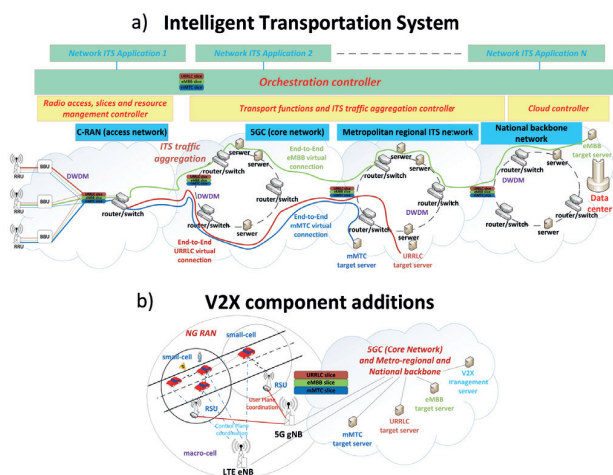 a) Intelligent Transportation System
Network ITS Application 1
Network ITS Application 2
Network ITS Application N
Orchestration controller
URRLC slice
eMBB slice
mMTC slice
Radio access, slices and resource
mangement controller
Transport functions and ITS traffic aggregation controller
Cloud controller
C-RAN (access network)
5GC (core network)
Metropolitan regional ITS network
National backbone
network
ITS traffic
aggregation
End-to-End
eMBB virtual
connection
eMBB
target server
Data
center
DWDM
DWDM
DWDM
DWDM
RRU
BBU
RRU
BBU
RRU
BBU
router/switch
router/switch
router/switch
router/switch
router/switch
router/switch
router/switch
router/switch
router/switch
serwer
serwer
serwer
serwer
serwer
serwer
serwer
serwer
End-to-End
URRLC virtual
connection
End-to-End
mMTC virtual
connection
mMTC
target server
URRLC
target server
b) V2X component additions
NG RAN
small-cell
small-cell
RSU
RSU
User Plane
coordination
Control Plane
coordination
macro-cell
LTE eNB
5G gNB
URRLC slice
eMBB slice
mMTC slice
5GC (Core Network)
and Metro-regional and
National backbone
V2X
management
server
eMBB
target server
URRLC
target server
mMTC
target server